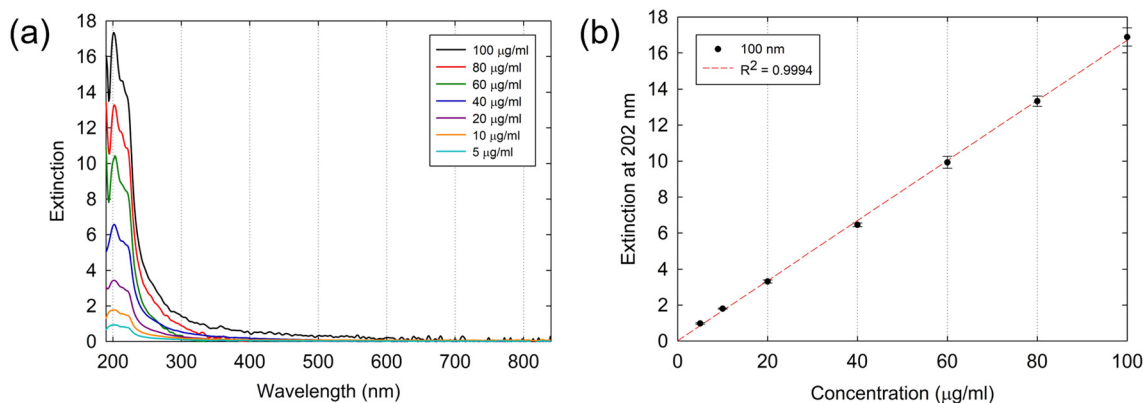 (a)
18
16
14
12
10
8
6
4
2
0
Extinction
200 300 400 500 600 700 800
Wavelength (nm)
100 μg/ml
80 μg/ml
60 μg/ml
40 μg/ml
20 μg/ml
10 μg/ml
5 μg/ml
(b)
18
16
14
12
10
8
6
4
2
0
Extinction at 202 nm
0 20 40 60 80 100
Concentration (μg/ml)
100 nm
R² = 0.9994